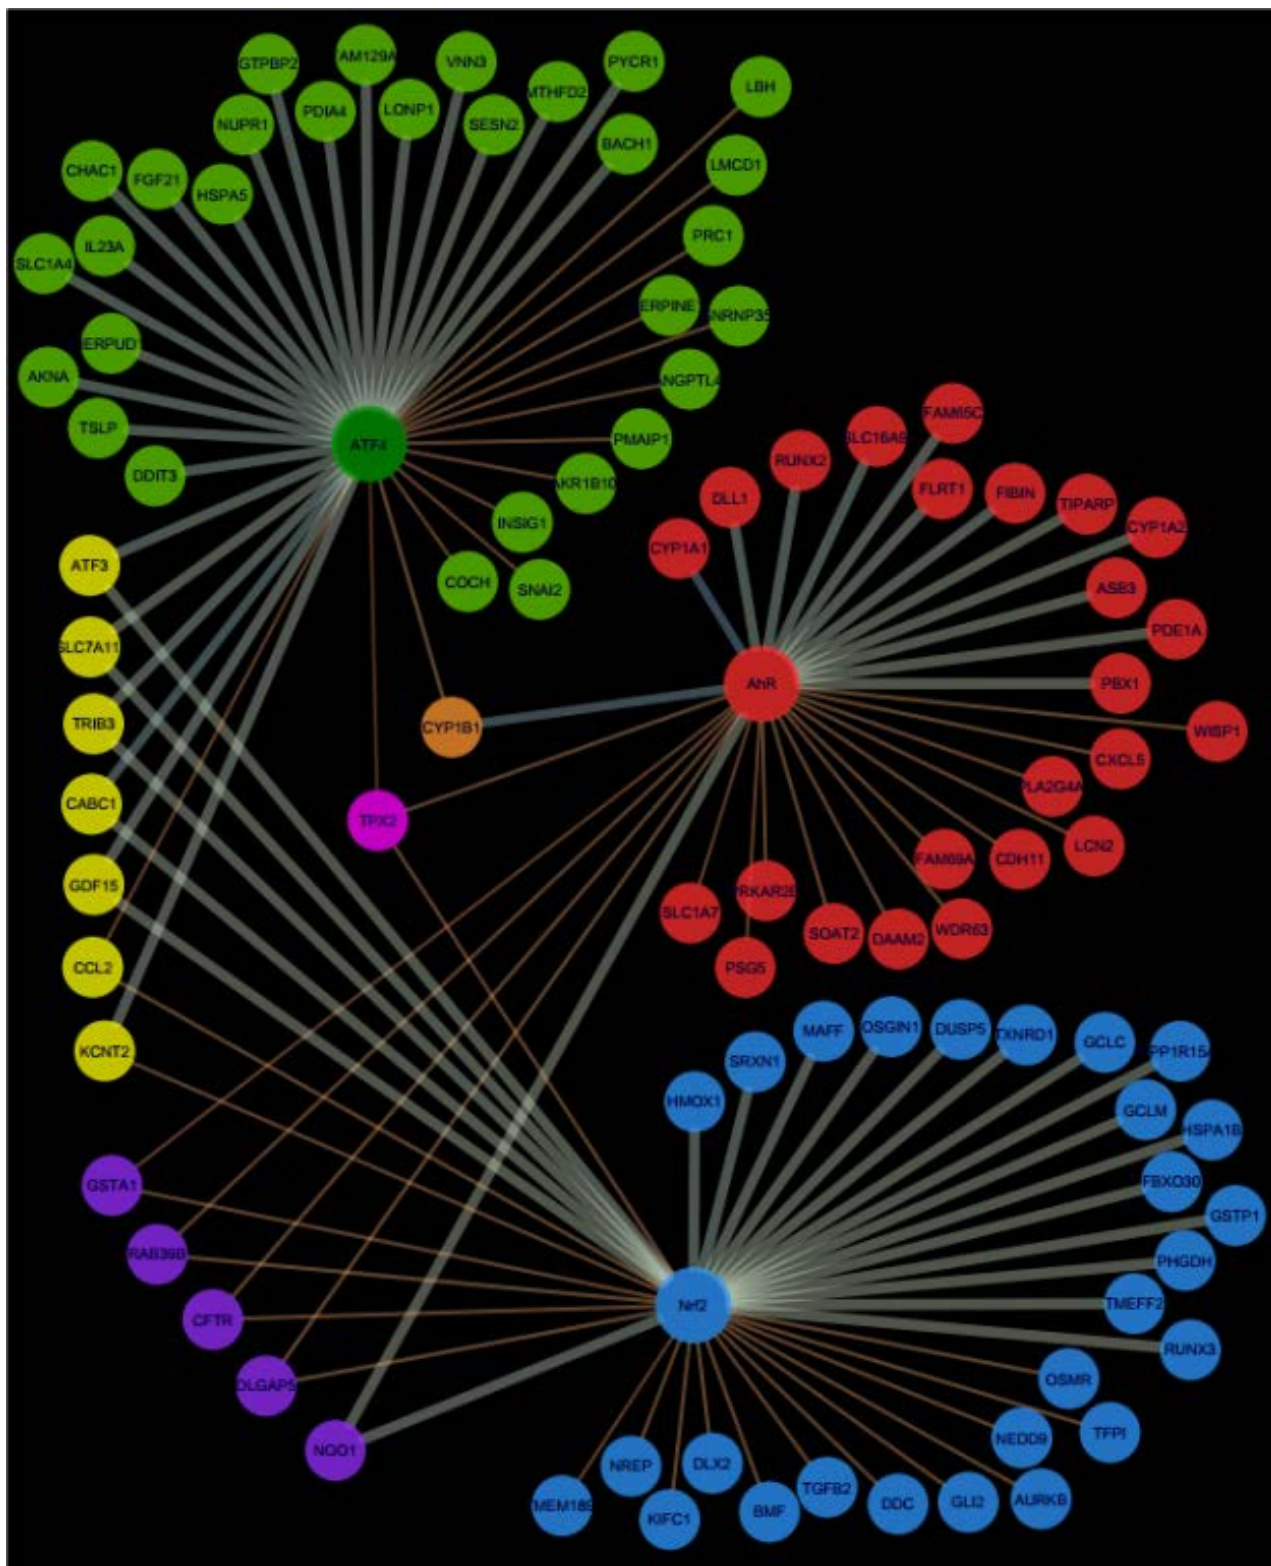 GTPBP2
FAM129A
VNN3
PYCR1
LBH
MTHFD2
PDIA4
LONP1
NUPR1
SESN2
BACH1
LMCD1
CHAC1
FGF21
HSPA5
PRC1
IL23A
SLC1A4
ERPINE
NRNP35
ERPUD
AKNA
ANGPTL4
TSLP
ATF4
PMAIP1
DDIT3
AKR1B10
INSIG1
COCH
SNAI2
FAM65C
SLC16A6
RUNX2
DLL1
FLRT1
FIBIN
TIPARP
CYP1A2
CYP1A1
ASB3
PDE1A
AhR
PBX1
WISP1
CXCL5
PLA2G4A
LCN2
FAM69A
CDH11
SLC1A7
PRKAR2B
SOAT2
DAAM2
WDR63
PSG5
ATF3
SLC7A11
TRIB3
CYP1B1
CABC1
TPX2
GDF15
CCL2
KCNT2
MAFF
OSGIN1
DUSP5
TXNRD1
GCLC
PP1R15A
SRXN1
HMOX1
GCLM
HSPA1B
FBXO30
GSTP1
PHGDH
TMEFF2
RUNX3
Nrf2
GSTA1
RAB39B
CFTR
DLGAP5
NQO1
OSMR
TFPI
NEDD9
NREP
DLX2
TGFB2
TMEM189
KIFC1
BMF
DDC
GLI2
AURKB